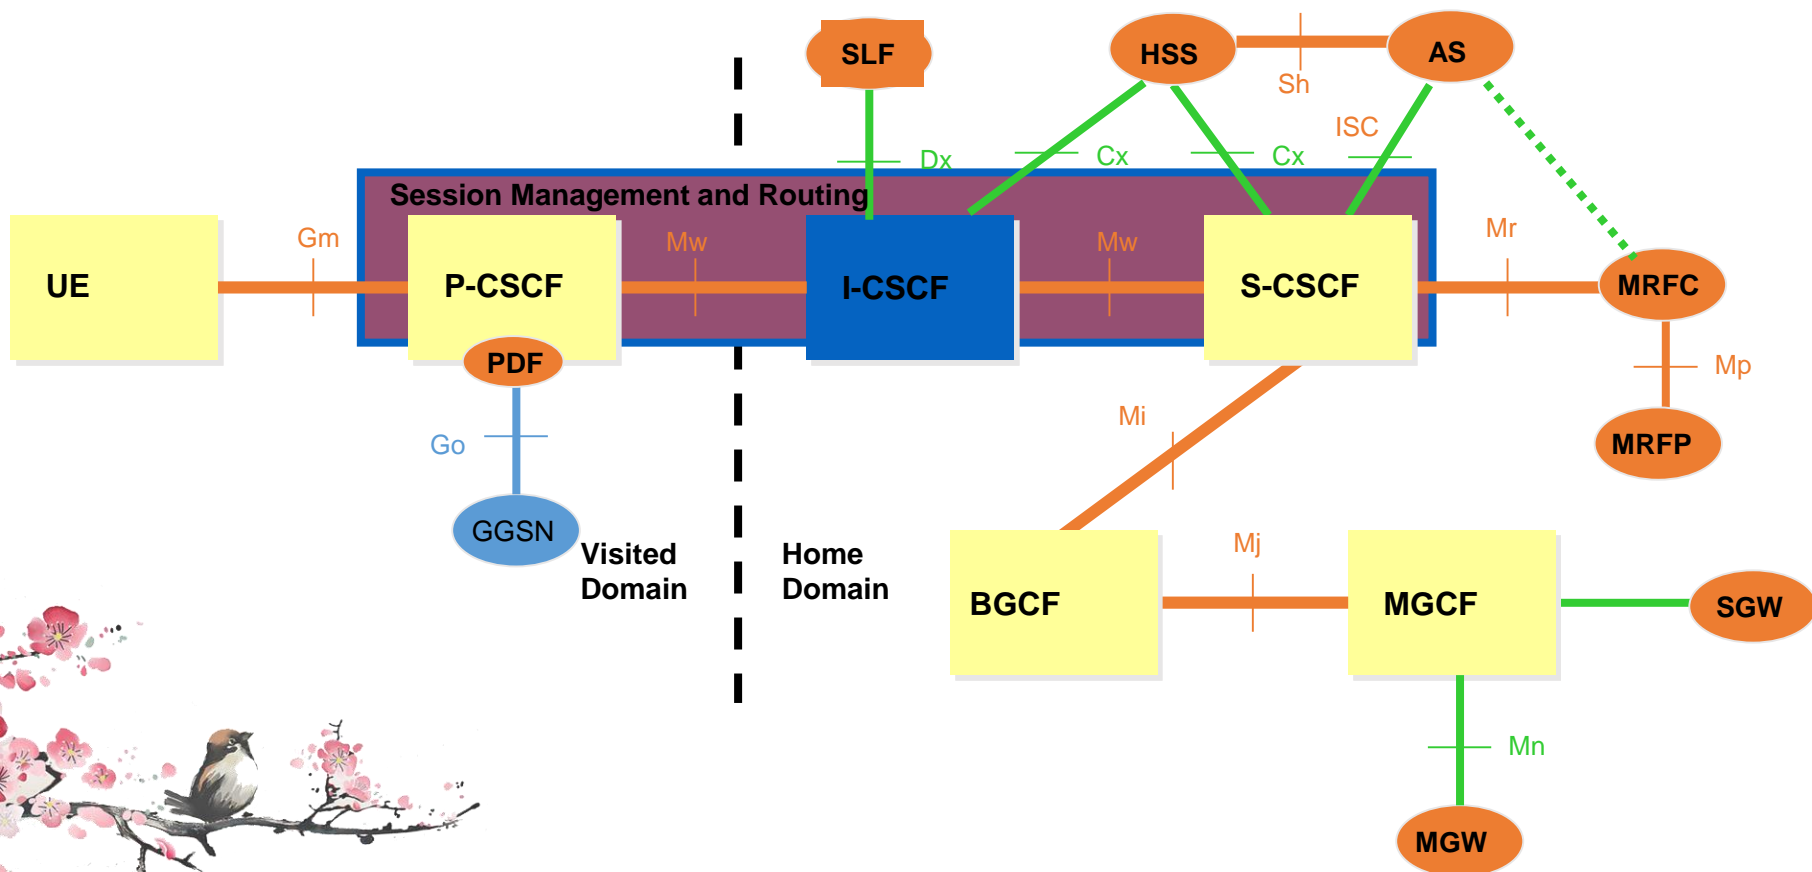 SLF
HSS
AS
Sh
ISC
Dx
Cx
Cx
Session Management and Routing
Gm
Mw
Mw
Mr
UE
P-CSCF
I-CSCF
S-CSCF
MRFC
PDF
Mp
Mi
Go
MRFP
GGSN
Visited
Domain
Home
Domain
Mj
BGCF
MGCF
SGW
Mn
MGW